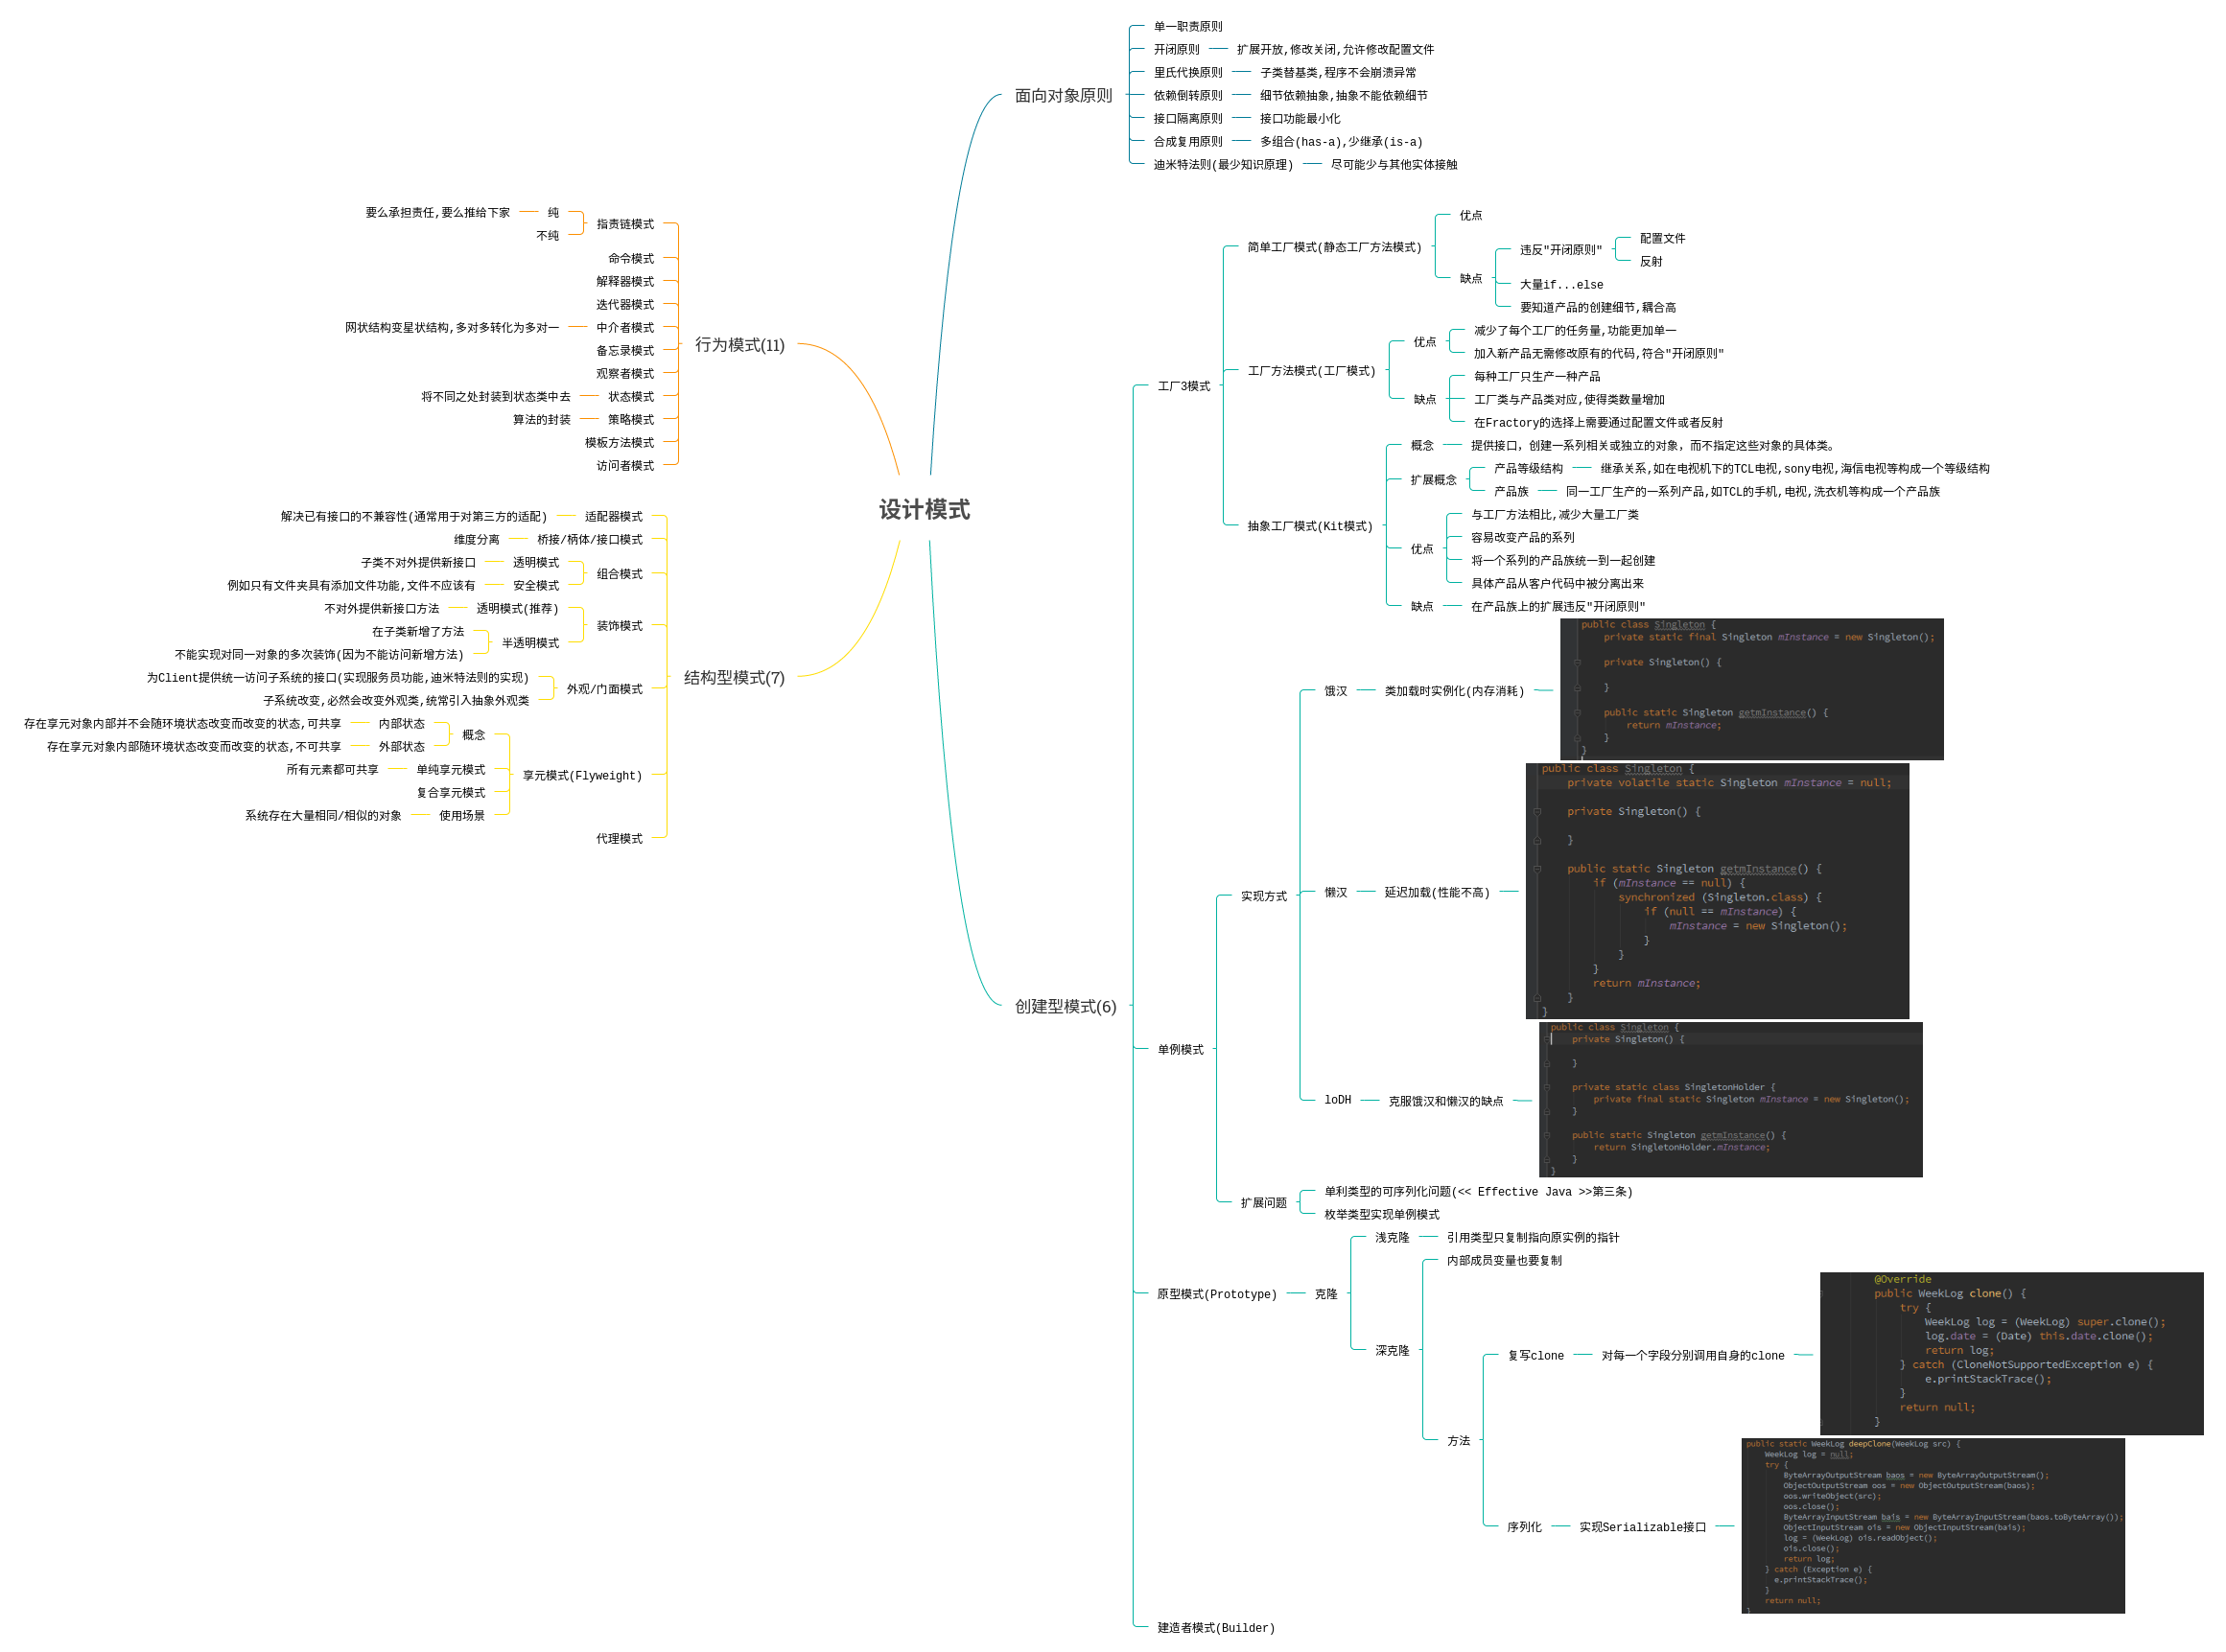 设计模式
面向对象原则
单一职责原则
开闭原则
扩展开放,修改关闭,允许修改配置文件
里氏代换原则
子类替基类,程序不会崩溃异常
依赖倒转原则
细节依赖抽象,抽象不能依赖细节
接口隔离原则
接口功能最小化
合成复用原则
多组合(has-a),少继承(is-a)
迪米特法则(最少知识原理)
尽可能少与其他实体接触
行为模式(11)
指责链模式
纯
要么承担责任,要么推给下家
不纯
命令模式
解释器模式
迭代器模式
中介者模式
网状结构变星状结构,多对多转化为多对一
备忘录模式
观察者模式
状态模式
将不同之处封装到状态类中去
策略模式
算法的封装
模板方法模式
访问者模式
结构型模式(7)
适配器模式
解决已有接口的不兼容性(通常用于对第三方的适配)
桥接/柄体/接口模式
维度分离
组合模式
透明模式
子类不对外提供新接口
安全模式
例如只有文件夹具有添加文件功能,文件不应该有
装饰模式
透明模式(推荐)
不对外提供新接口方法
半透明模式
在子类新增了方法
不能实现对同一对象的多次装饰(因为不能访问新增方法)
外观/门面模式
为Client提供统一访问子系统的接口(实现服务员功能,迪米特法则的实现)
子系统改变,必然会改变外观类,统常引入抽象外观类
享元模式(Flyweight)
概念
内部状态
存在享元对象内部并不会随环境状态改变而改变的状态,可共享
外部状态
存在享元对象内部随环境状态改变而改变的状态,不可共享
单纯享元模式
所有元素都可共享
复合享元模式
使用场景
系统存在大量相同/相似的对象
代理模式
创建型模式(6)
工厂3模式
简单工厂模式(静态工厂方法模式)
优点
缺点
违反"开闭原则"
配置文件
反射
大量if...else
要知道产品的创建细节,耦合高
工厂方法模式(工厂模式)
优点
减少了每个工厂的任务量,功能更加单一
加入新产品无需修改原有的代码,符合"开闭原则"
缺点
每种工厂只生产一种产品
工厂类与产品类对应,使得类数量增加
在Fractory的选择上需要通过配置文件或者反射
抽象工厂模式(Kit模式)
概念
提供接口，创建一系列相关或独立的对象，而不指定这些对象的具体类。
扩展概念
产品等级结构
继承关系,如在电视机下的TCL电视,sony电视,海信电视等构成一个等级结构
产品族
同一工厂生产的一系列产品,如TCL的手机,电视,洗衣机等构成一个产品族
优点
与工厂方法相比,减少大量工厂类
容易改变产品的系列
将一个系列的产品族统一到一起创建
具体产品从客户代码中被分离出来
缺点
在产品族上的扩展违反"开闭原则"
单例模式
实现方式
饿汉
类加载时实例化(内存消耗)
public class Singleton {
private static final Singleton mInstance = new Singleton();
private Singleton() {
}
public static Singleton getmInstance() {
return mInstance;
}
}
懒汉
延迟加载(性能不高)
public class Singleton {
private volatile static Singleton mInstance = null;
private Singleton() {
}
public static Singleton getmInstance() {
if (mInstance == null) {
synchronized (Singleton.class) {
if (null == mInstance) {
mInstance = new Singleton();
}
}
}
return mInstance;
}
}
loDH
克服饿汉和懒汉的缺点
public class Singleton {
private Singleton() {
}
private static class SingletonHolder {
private final static Singleton mInstance = new Singleton();
}
public static Singleton getmInstance() {
return SingletonHolder.mInstance;
}
}
扩展问题
单利类型的可序列化问题(<< Effective Java >>第三条)
枚举类型实现单例模式
原型模式(Prototype)
克隆
浅克隆
引用类型只复制指向原实例的指针
深克隆
内部成员变量也要复制
方法
复写clone
对每一个字段分别调用自身的clone
@Override
public WeekLog clone() {
try {
WeekLog log = (WeekLog) super.clone();
log.date = (Date) this.date.clone();
return log;
} catch (CloneNotSupportedException e) {
e.printStackTrace();
}
return null;
}
序列化
实现Serializable接口
public static WeekLog deepClone(WeekLog src) {
WeekLog log = null;
try {
ByteArrayOutputStream baos = new ByteArrayOutputStream();
ObjectOutputStream oos = new ObjectOutputStream(baos);
oos.writeObject(src);
oos.close();
ByteArrayInputStream bais = new ByteArrayInputStream(baos.toByteArray());
ObjectInputStream ois = new ObjectInputStream(bais);
log = (WeekLog) ois.readObject();
ois.close();
return log;
} catch (Exception e) {
e.printStackTrace();
}
return null;
}
建造者模式(Builder)